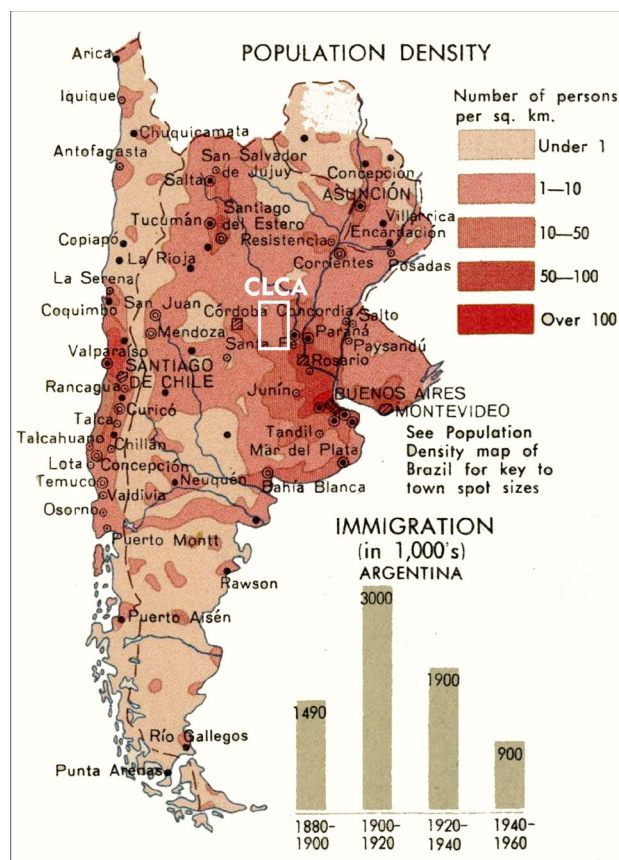 POPULATION DENSITY
Number of persons
per sq. km.
Under 1
1—10
10—50
50—100
Over 100
Arica
Iquique
Chuquicamata
Antofagasta
San Salvador
de Jujuy
Salta
Concepción
ASUNCIÓN
Tucumán
Santiago
del Estero
Villarrica
Encarnación
Resistencia
Copiapó
La Rioja
Corrientes
Posadas
La Serena
CLCA
Coquimbo
San Juan
Córdoba
Concordia
Salto
Mendoza
Paraná
Santa Fe
Paysandú
Valparaíso
Rosario
SANTIAGO
DE CHILE
Rancagua
Junín
BUENOS AIRES
Curicó
MONTEVIDEO
Talca
Tandil
Talcahuano
Chillán
Mar del Plata
Lota
Concepción
Temuco
Neuquén
Bahía Blanca
Valdivia
Osorno
Puerto Montt
Rawson
Puerto Aisén
Río Gallegos
Punta Arenas
See Population
Density map of
Brazil for key to
town spot sizes
IMMIGRATION
(in 1,000's)
ARGENTINA
3000
1900
1490
900
1880-
1900
1900-
1920
1920-
1940
1940-
1960